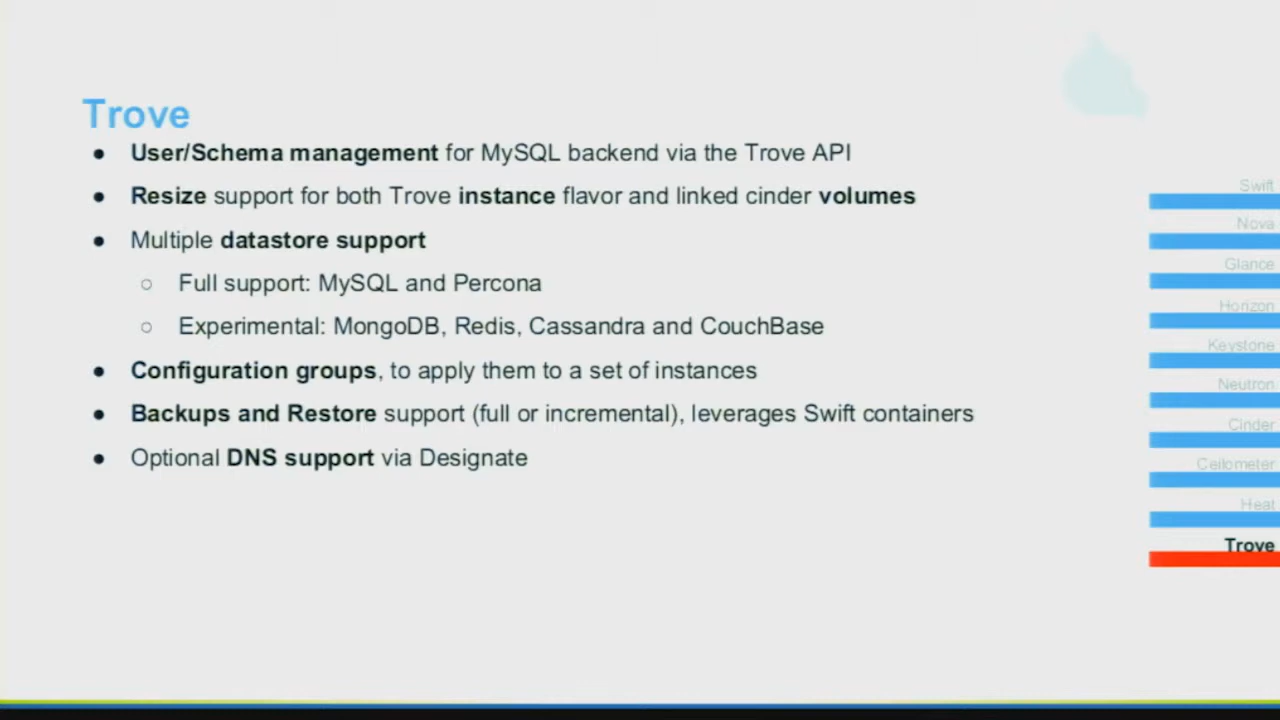 Trove
● User/Schema management for MySQL backend via the Trove API
● Resize support for both Trove instance flavor and linked cinder volumes
● Multiple datastore support
○ Full support: MySQL and Percona
○ Experimental: MongoDB, Redis, Cassandra and CouchBase
● Configuration groups, to apply them to a set of instances
● Backups and Restore support (full or incremental), leverages Swift containers
● Optional DNS support via Designate
Swift
Nova
Glance
Horizon
Keystone
Neutron
Cinder
Ceilometer
Heat
Trove